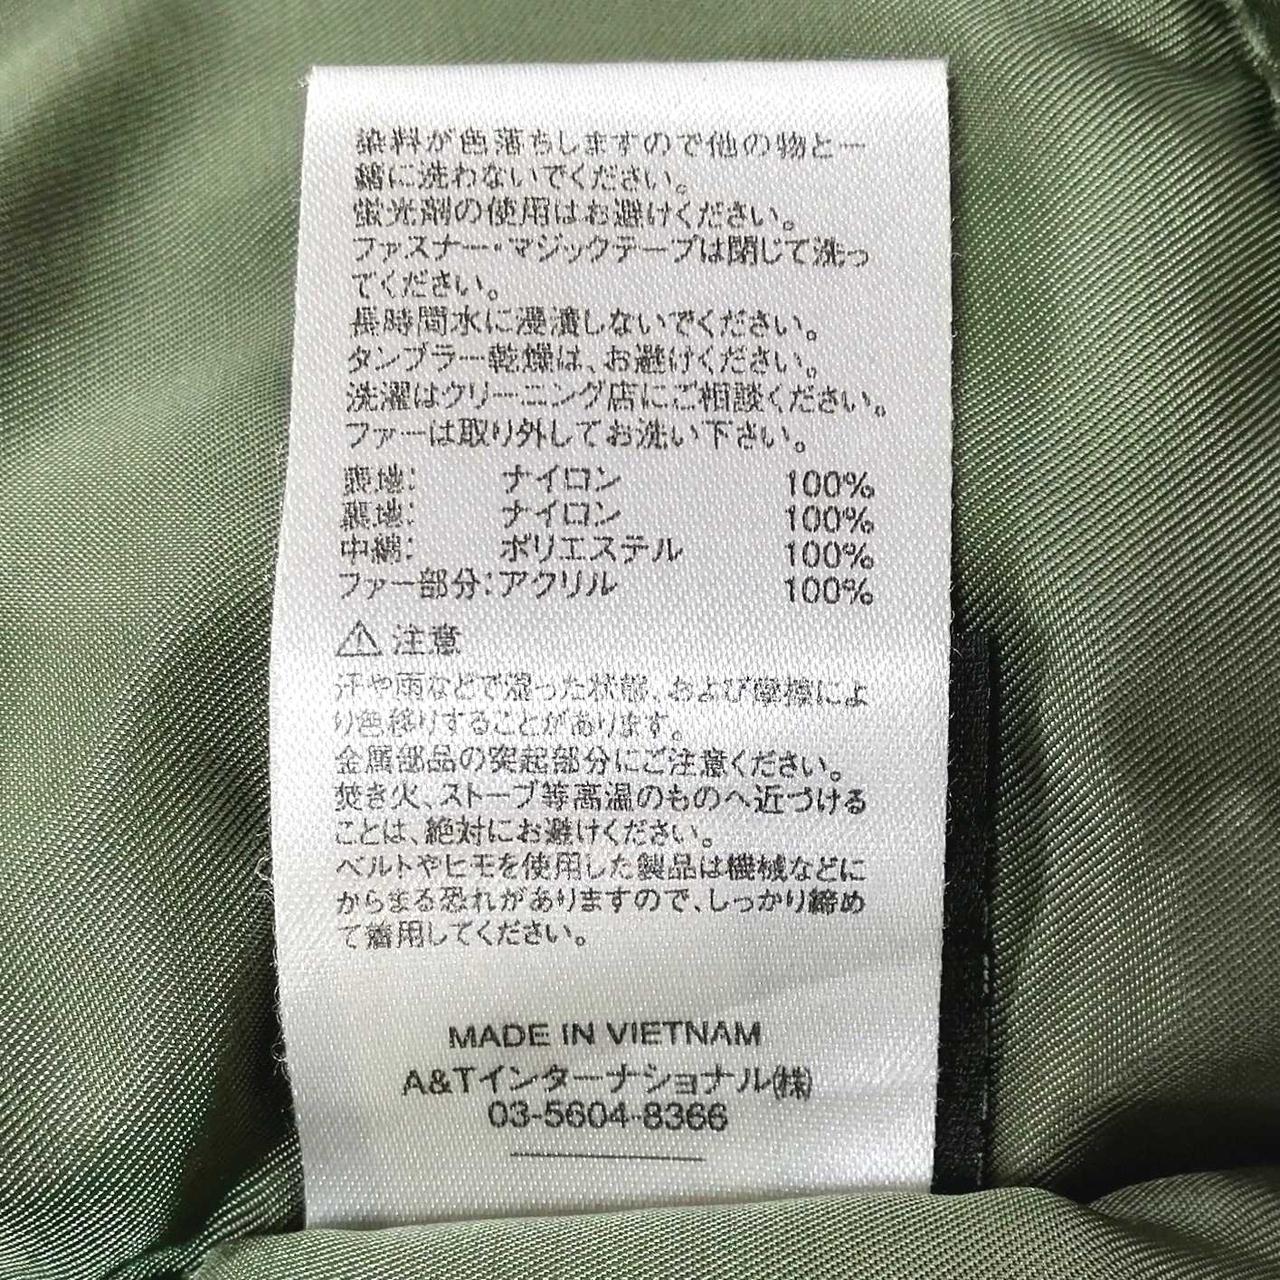 染料が色落ちしますので他の物と一
緒に洗わないでください。
蛍光剤の使用はお避けください。
ファスナー・マジックテープは閉じて洗っ
てください。
長時間水に浸漬しないでください。
タンブラー乾燥は、お避けください。
洗濯はクリーニング店にご相談ください。
ファーは取り外してお洗い下さい。
表地: ナイロン 100%
裏地: ナイロン 100%
中綿: ポリエステル 100%
ファー部分:アクリル 100%
⚠ 注意
汗や雨などで湿った状態、および摩擦によ
り色移りすることがあります。
金属部品の突起部分にご注意ください。
焚き火、ストーブ等高温のものへ近づける
ことは、絶対にお避けください。
ベルトやヒモを使用した製品は機械などに
からまる恐れがありますので、しっかり締め
て着用してください。
MADE IN VIETNAM
A&Tインターナショナル㈱
03-5604-8366